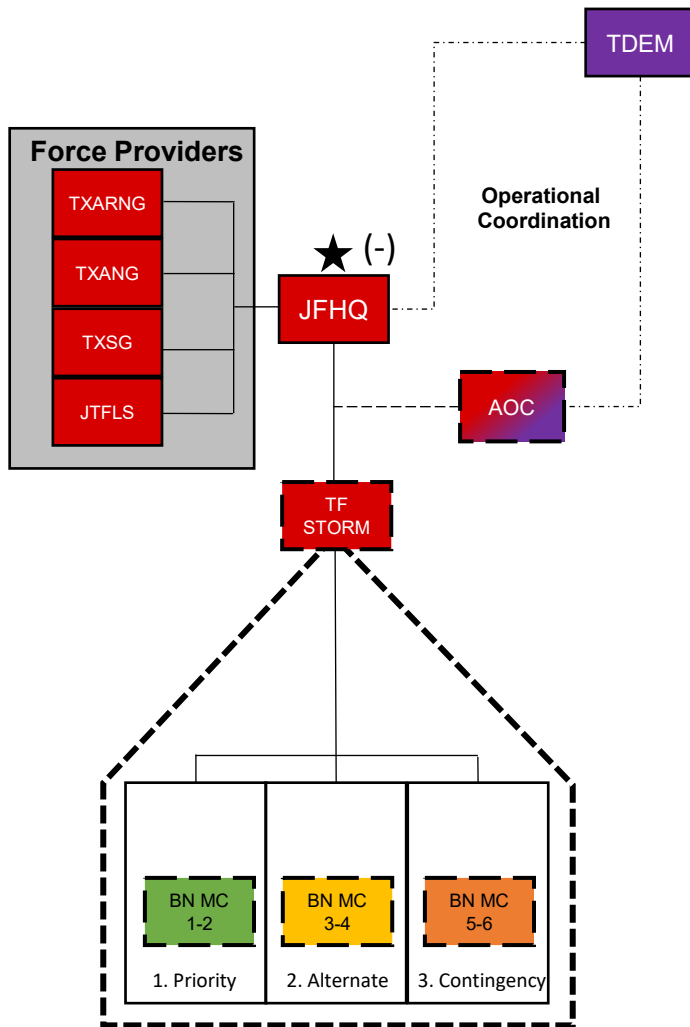 TDEM
Force Providers
TXARNG
TXANG
TXSG
JTFLS
Operational
Coordination
(-)
JFHQ
AOC
TF
STORM
BN MC
1-2
BN MC
3-4
BN MC
5-6
1. Priority
2. Alternate
3. Contingency